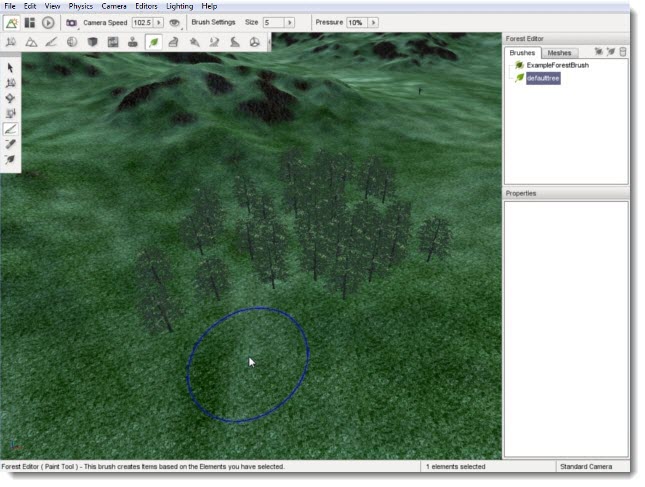 File Edit View Physics Camera Editors Lighting Help
Camera Speed 102.5 Brush Settings Size 5 Pressure 10%
Forest Editor
Brushes Meshes
ExampleForestBrush
defaulttree
Properties
Forest Editor ( Paint Tool ) - This brush creates Items based on the Elements you have selected. 1 elements selected Standard Camera